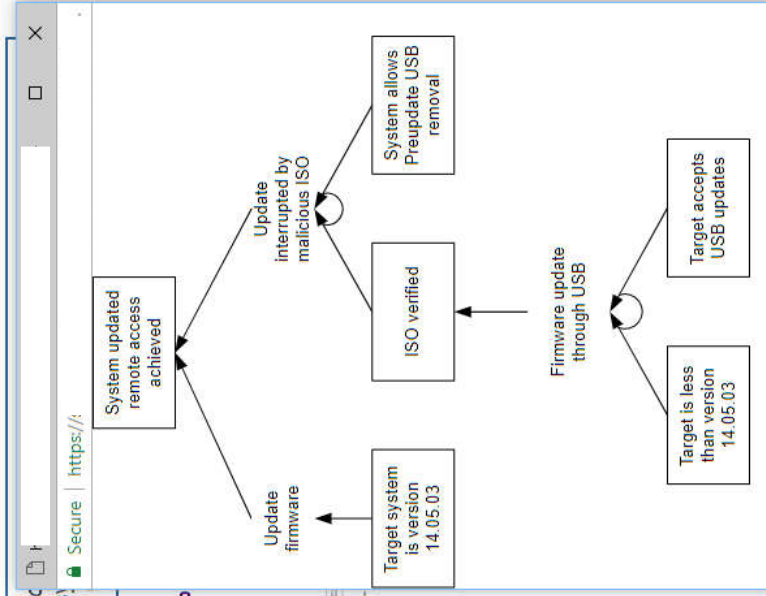 Secure | https://
System updated
remote access
achieved
Update
firmware
Update
interrupted by
malicious ISO
Target system
is version
14.05.03
ISO verified
System allows
Preupdate USB
removal
Firmware update
through USB
Target is less
than version
14.05.03
Target accepts
USB updates